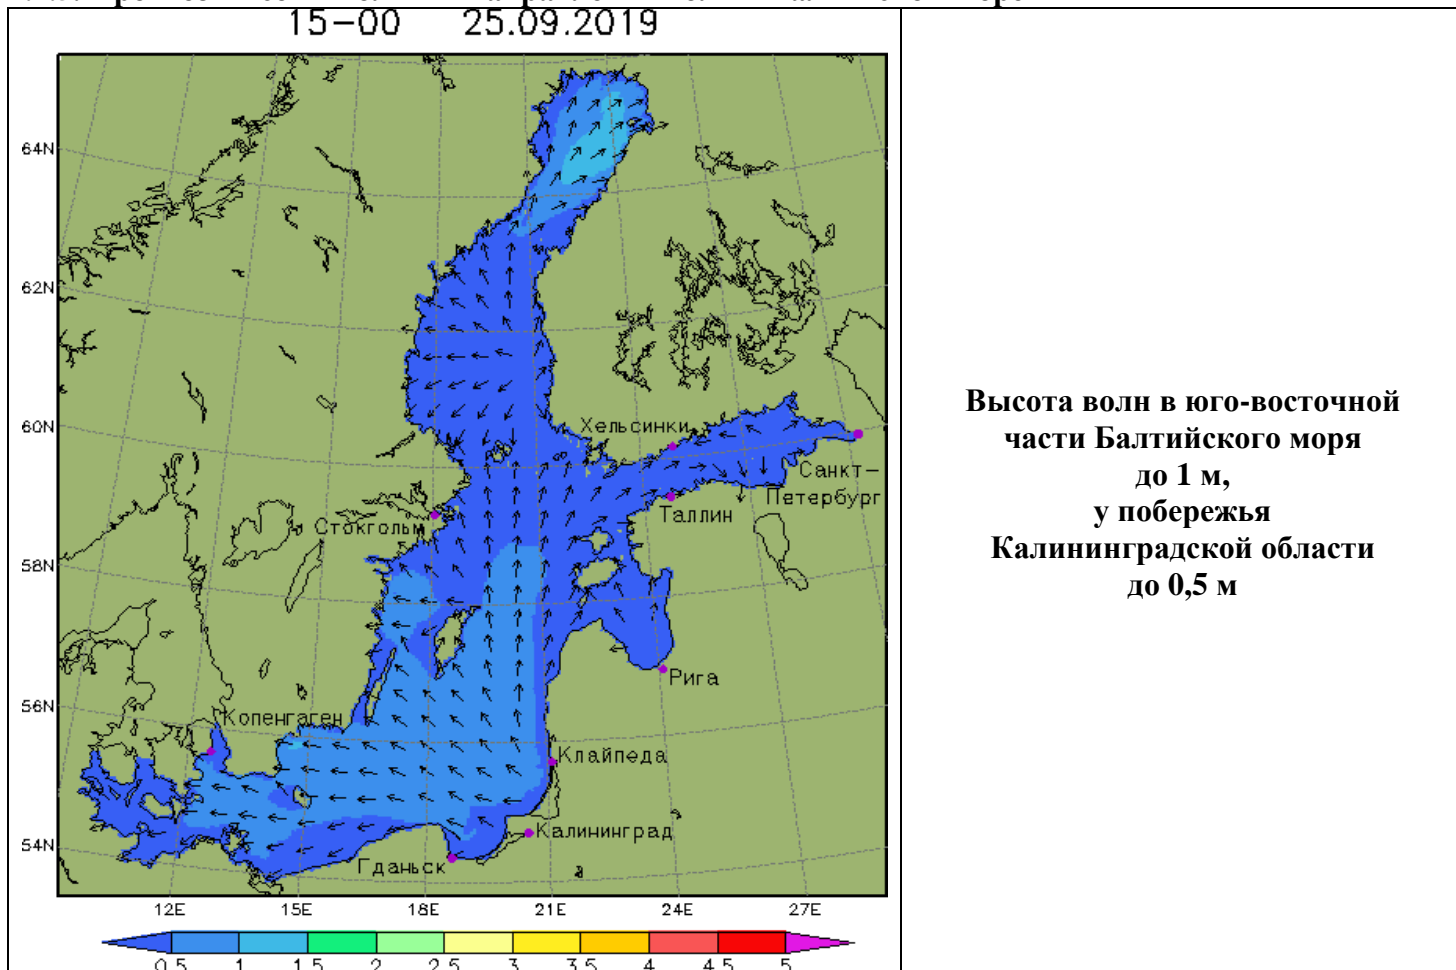 15-00 25.09.2019
64N
62N
60N
58N
56N
54N
Хельсинки
Санкт-
Петербург
Таллин
Стокгольм
Рига
Копенгаген
Клайпеда
Калининград
Гданьск
12E 15E 18E 21E 24E 27E
0.5 1 1.5 2 2.5 3 3.5 4 4.5 5
Высота волн в юго-восточной
части Балтийского моря
до 1 м,
у побережья
Калининградской области
до 0,5 м